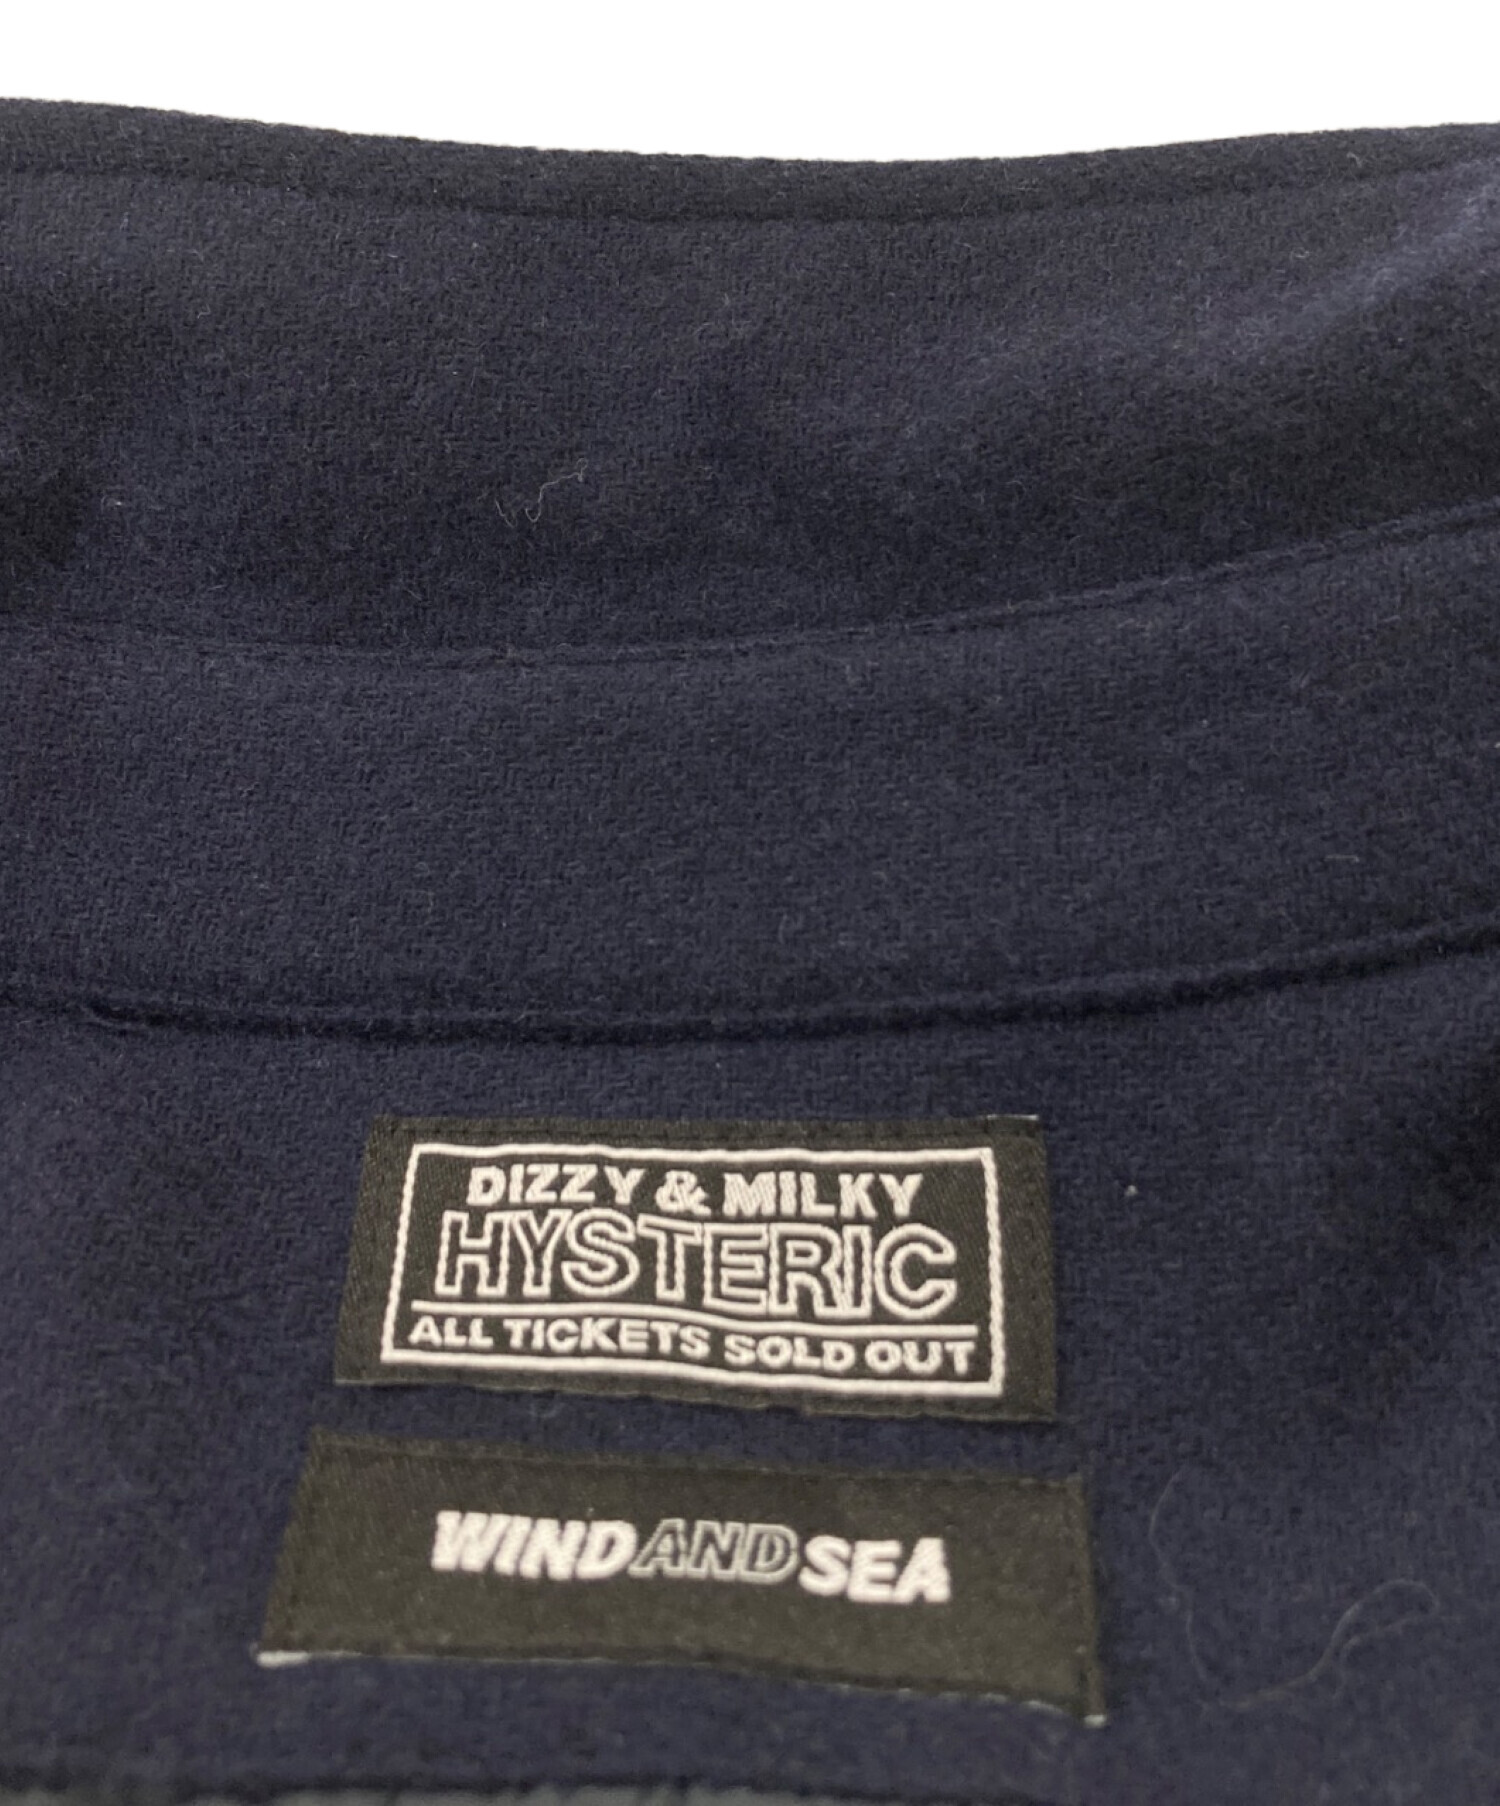 DIZZY & MILKY
HYSTERIC
ALL TICKETS SOLD OUT
WINDANDSEA